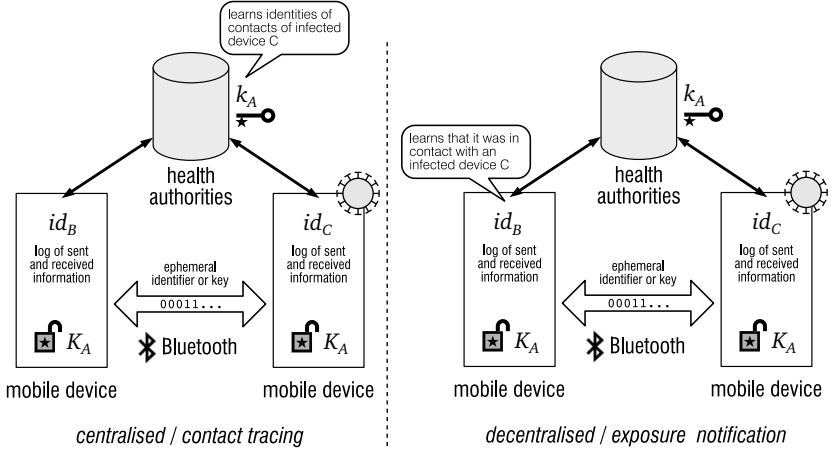 learns identities of
contacts of infected
device C
k_A
health
authorities
id_B
log of sent
and received
information
K_A
mobile device
ephemeral
identifier or key
00011...
Bluetooth
id_C
log of sent
and received
information
K_A
mobile device
centralised / contact tracing
learns that it was in
contact with an
infected device C
k_A
health
authorities
id_B
log of sent
and received
information
K_A
mobile device
ephemeral
identifier or key
00011...
Bluetooth
id_C
log of sent
and received
information
K_A
mobile device
decentralised / exposure notification